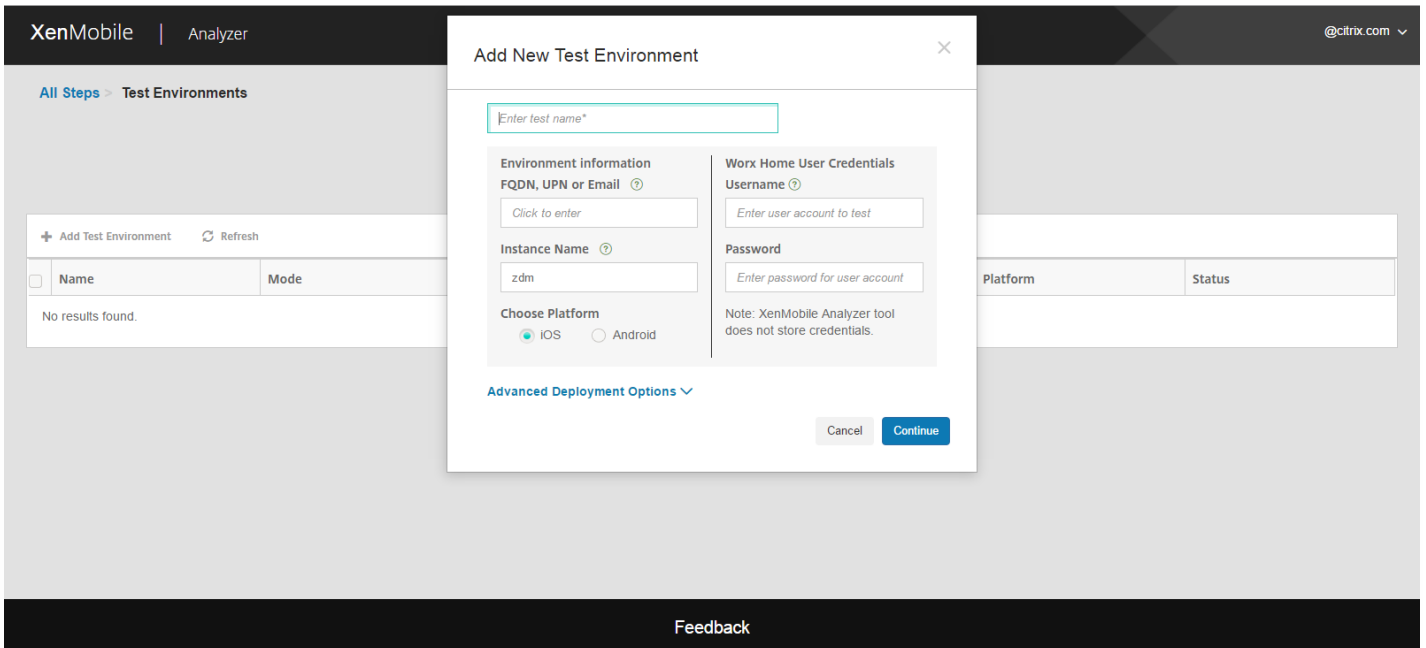 XenMobile | Analyzer
@citrix.com
All Steps > Test Environments
Add Test Environment Refresh
Name Mode Platform Status
No results found.
Add New Test Environment
Enter test name*
Environment information
FQDN, UPN or Email ?
Click to enter
Instance Name ?
zdm
Choose Platform
iOS Android
Worx Home User Credentials
Username ?
Enter user account to test
Password
Enter password for user account
Note: XenMobile Analyzer tool
does not store credentials.
Advanced Deployment Options
Cancel Continue
Feedback